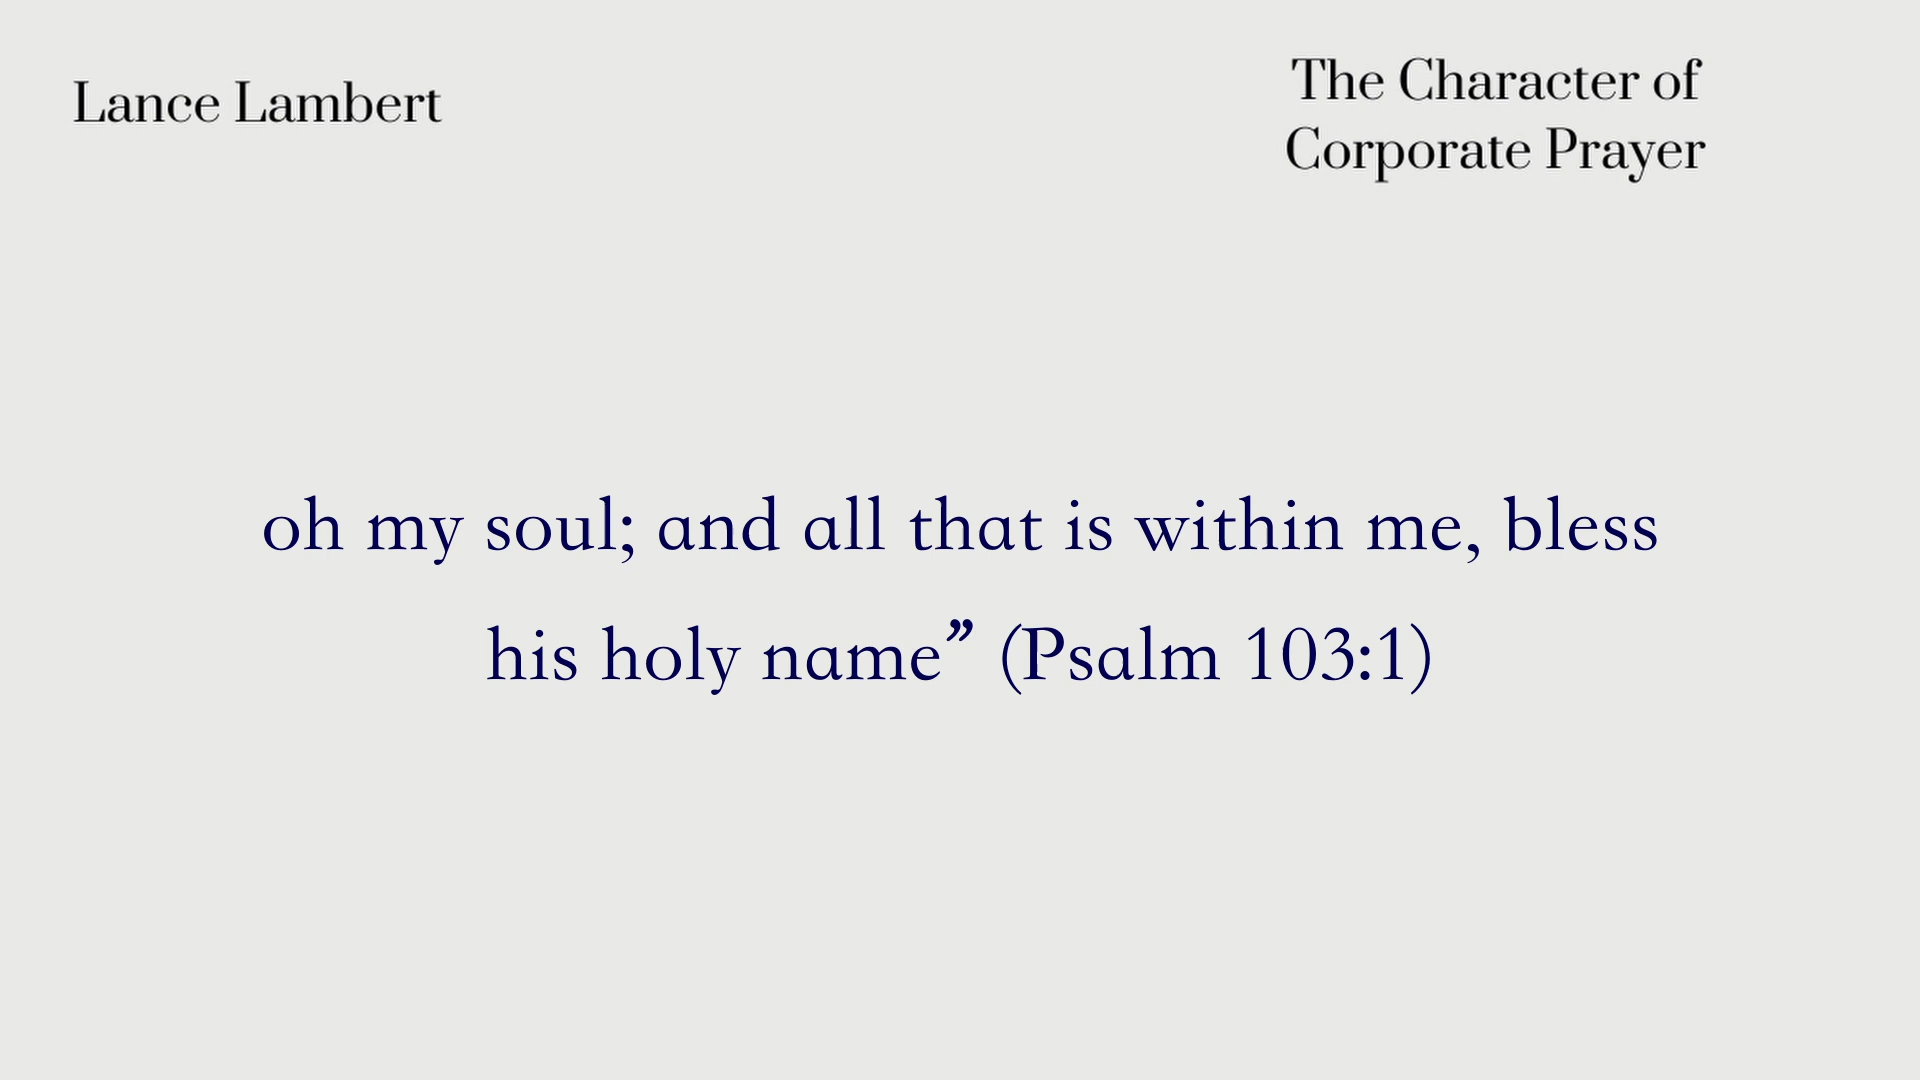 Lance Lambert
The Character of
Corporate Prayer
oh my soul; and all that is within me, bless
his holy name” (Psalm 103:1)